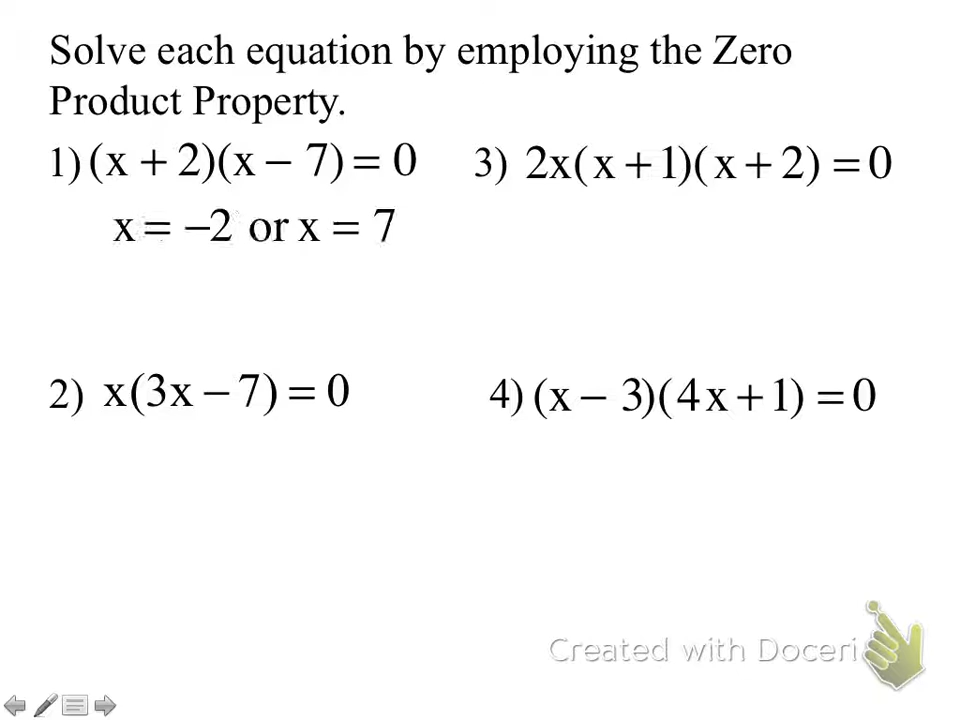 Solve each equation by employing the Zero
Product Property.
1) (x + 2)(x − 7) = 0
x = −2 or x = 7
3) 2x(x + 1)(x + 2) = 0
2) x(3x − 7) = 0
4) (x − 3)(4x + 1) = 0
Created with Doceri